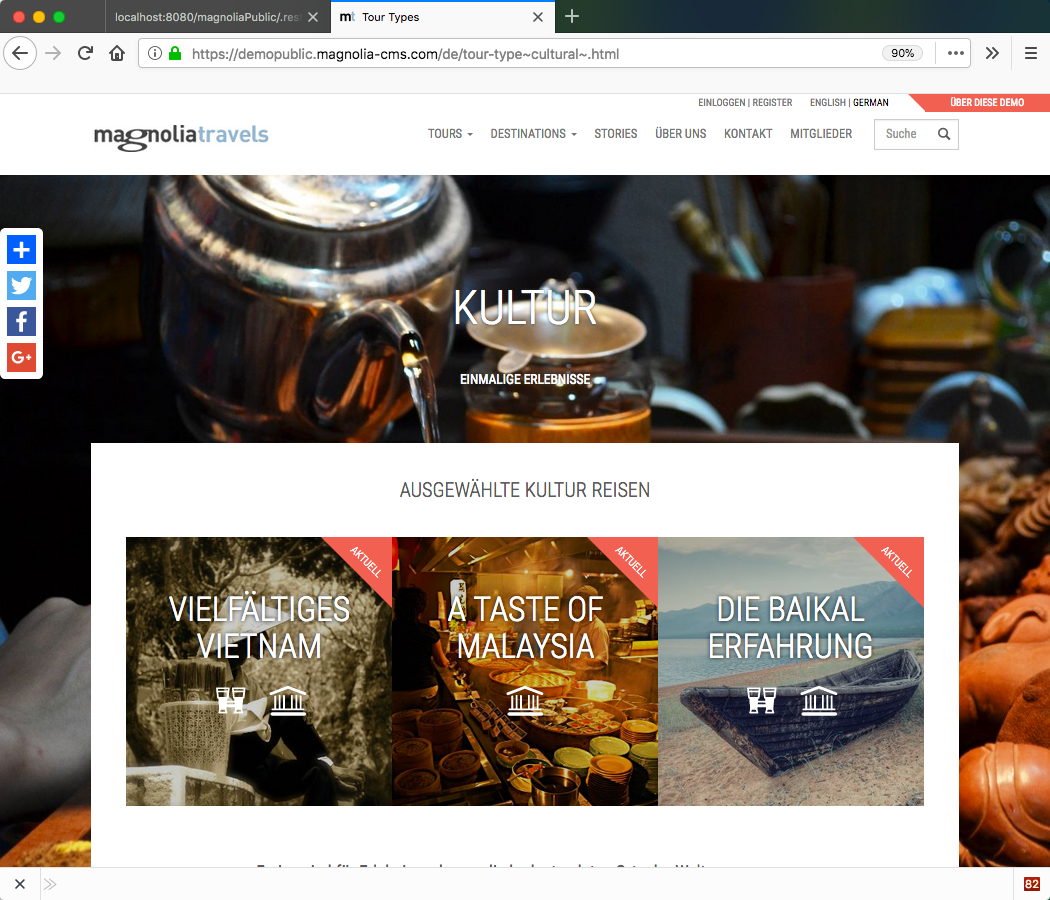 localhost:8080/magnoliaPublic/.res
mt Tour Types
https://demopublic.magnolia-cms.com/de/tour-type~cultural~.html
90%
EINLOGGEN | REGISTER
ENGLISH | GERMAN
ÜBER DIESE DEMO
magnoliatravels
TOURS
DESTINATIONS
STORIES
ÜBER UNS
KONTAKT
MITGLIEDER
Suche
G+
KULTUR
EINMALIGE ERLEBNISSE
AUSGEWÄHLTE KULTUR REISEN
AKTUELL
VIELFÄLTIGES
VIETNAM
AKTUELL
A TASTE OF
MALAYSIA
AKTUELL
DIE BAIKAL
ERFAHRUNG
82